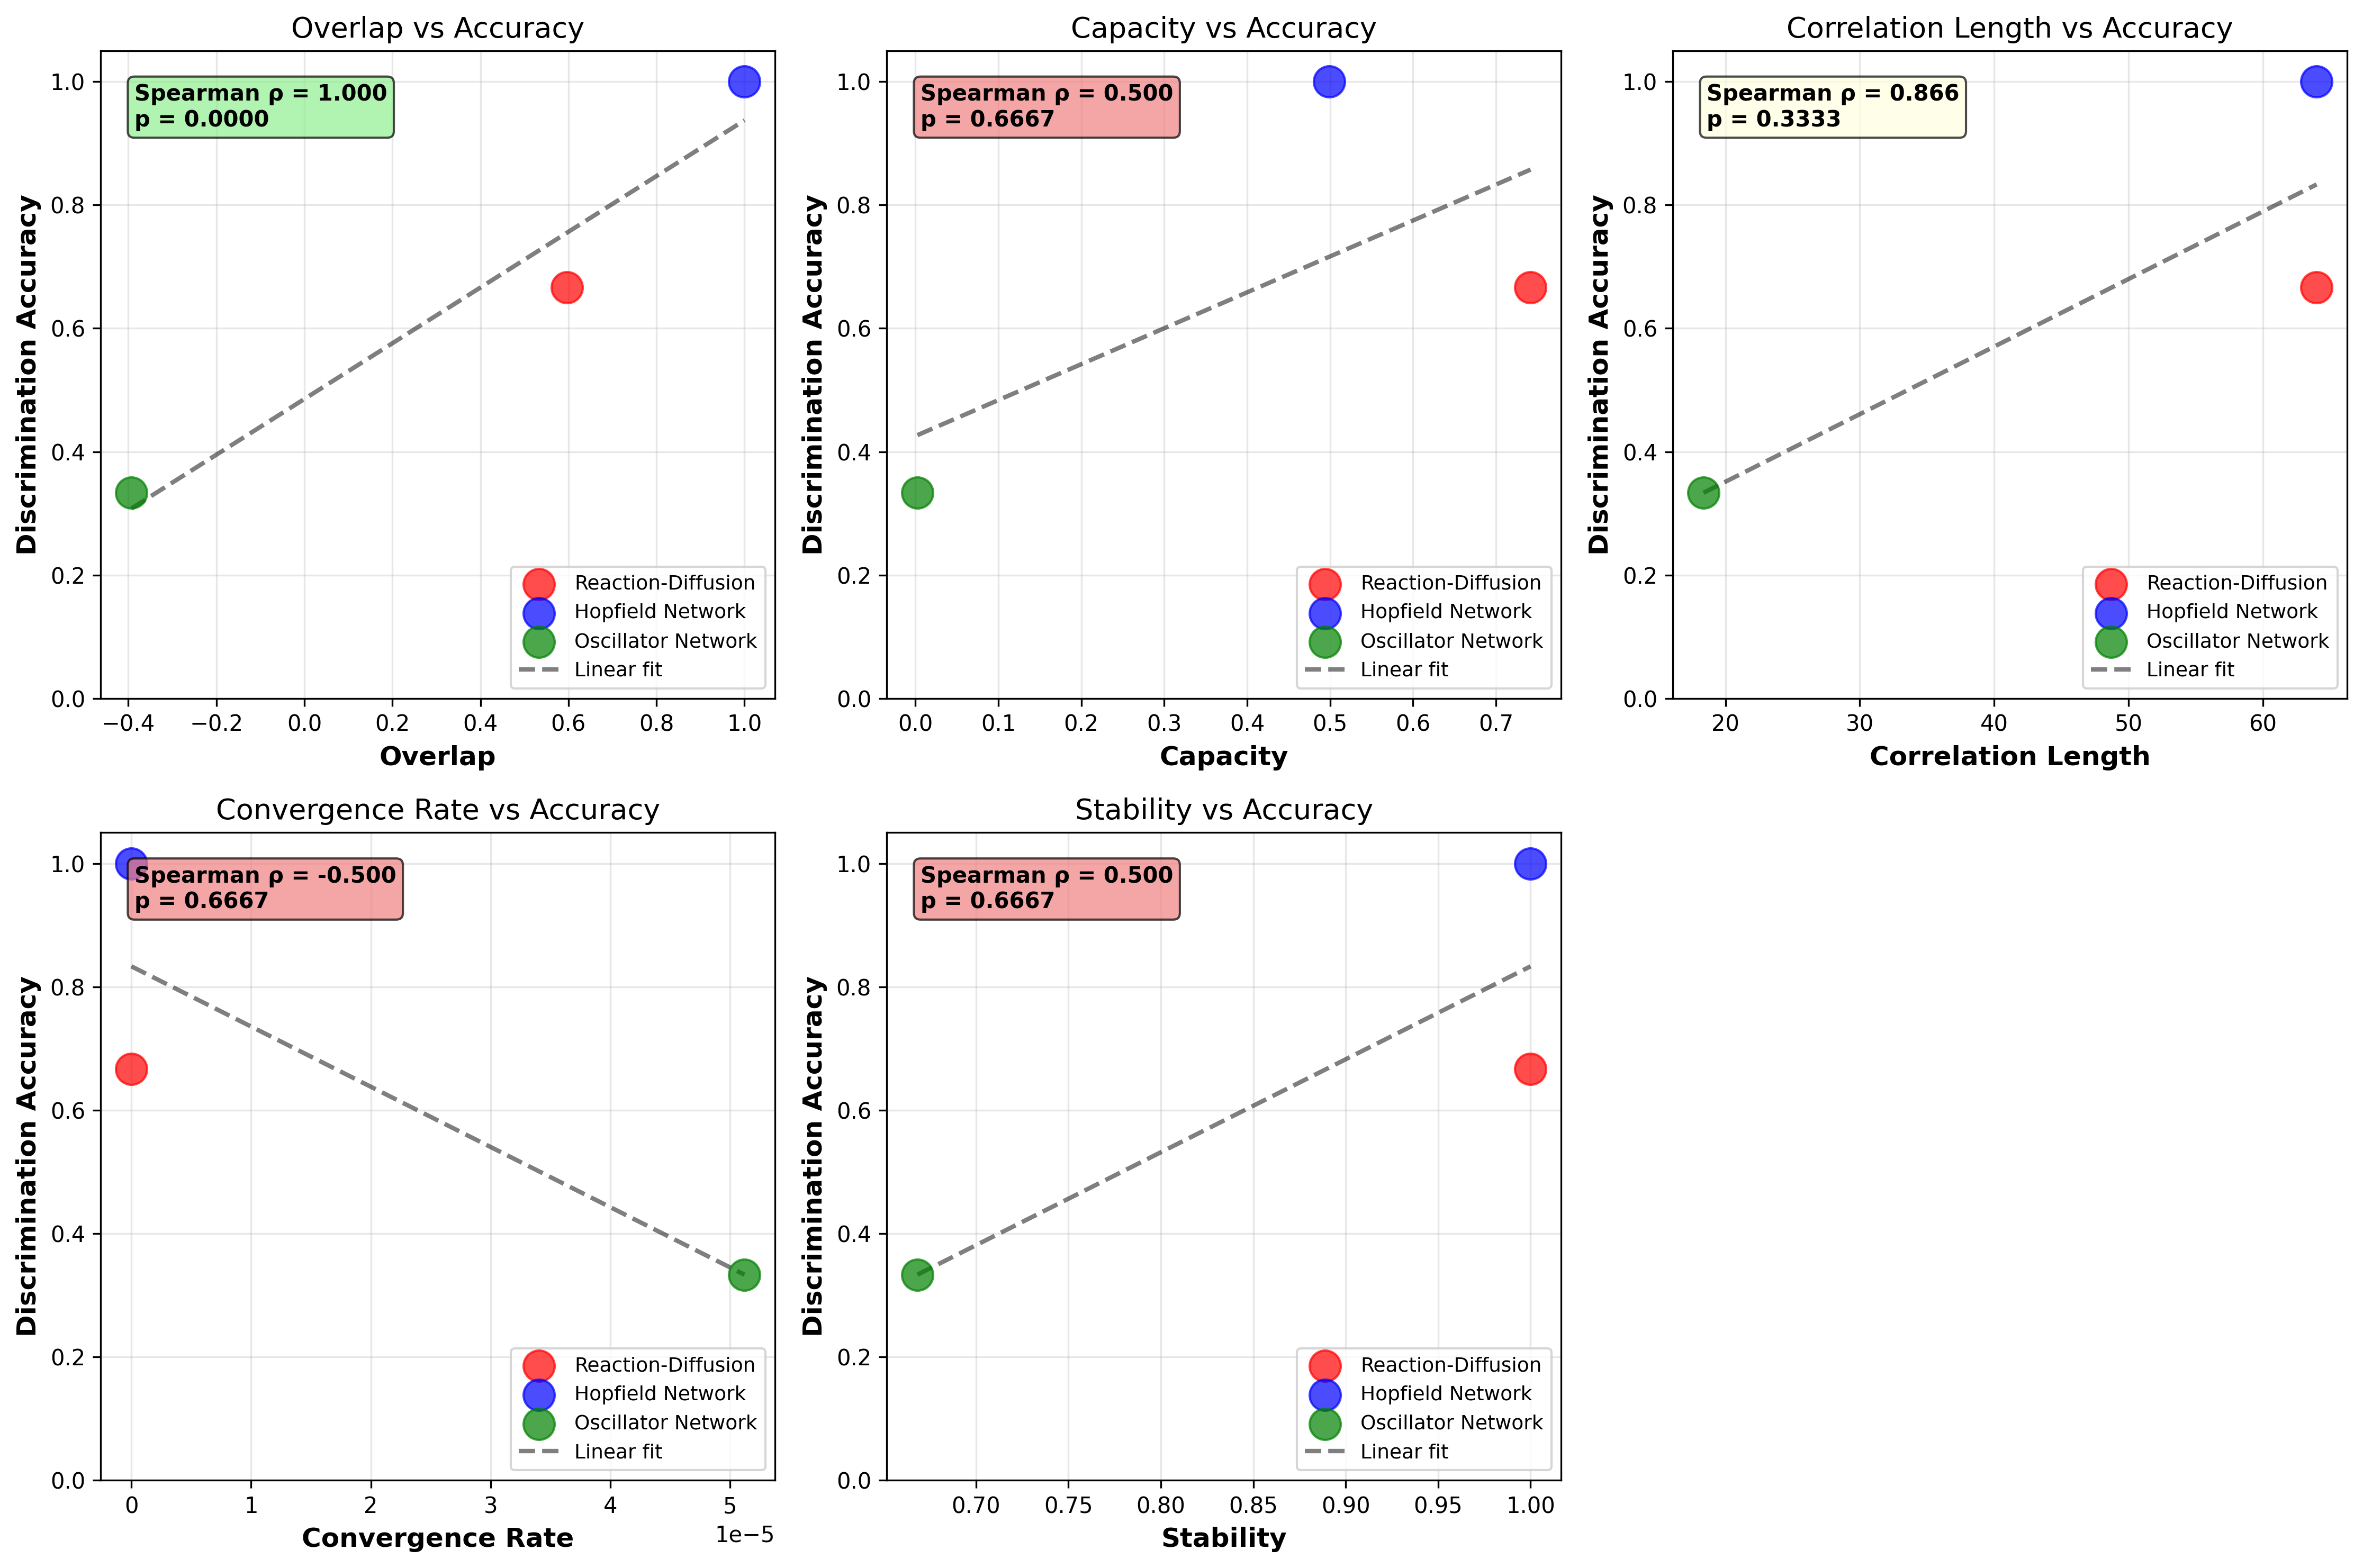 Overlap vs Accuracy
Discrimination Accuracy
1.0
0.8
0.6
0.4
0.2
0.0
Spearman ρ = 1.000
p = 0.0000
Reaction-Diffusion
Hopfield Network
Oscillator Network
Linear fit
−0.4 −0.2 0.0 0.2 0.4 0.6 0.8 1.0
Overlap
Capacity vs Accuracy
Discrimination Accuracy
1.0
0.8
0.6
0.4
0.2
0.0
Spearman ρ = 0.500
p = 0.6667
Reaction-Diffusion
Hopfield Network
Oscillator Network
Linear fit
0.0 0.1 0.2 0.3 0.4 0.5 0.6 0.7
Capacity
Correlation Length vs Accuracy
Discrimination Accuracy
1.0
0.8
0.6
0.4
0.2
0.0
Spearman ρ = 0.866
p = 0.3333
Reaction-Diffusion
Hopfield Network
Oscillator Network
Linear fit
20 30 40 50 60
Correlation Length
Convergence Rate vs Accuracy
Discrimination Accuracy
1.0
0.8
0.6
0.4
0.2
0.0
Spearman ρ = -0.500
p = 0.6667
Reaction-Diffusion
Hopfield Network
Oscillator Network
Linear fit
0 1 2 3 4 5
1e−5
Convergence Rate
Stability vs Accuracy
Discrimination Accuracy
1.0
0.8
0.6
0.4
0.2
0.0
Spearman ρ = 0.500
p = 0.6667
Reaction-Diffusion
Hopfield Network
Oscillator Network
Linear fit
0.70 0.75 0.80 0.85 0.90 0.95 1.00
Stability